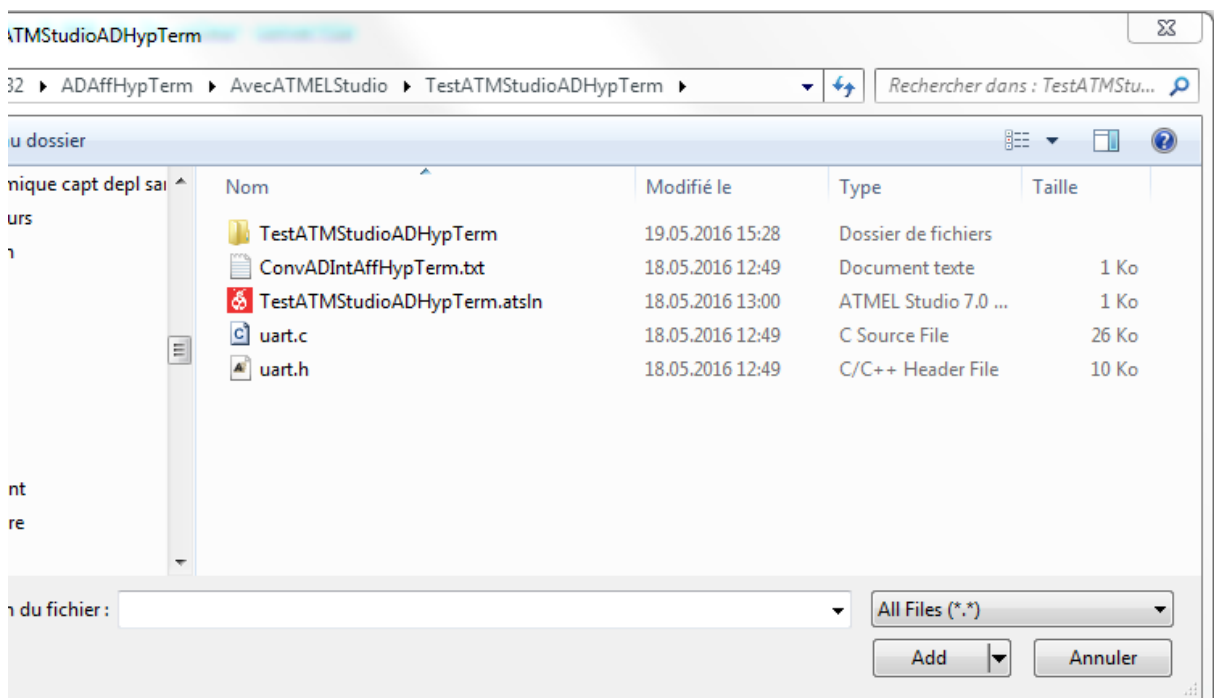 ATMStudioADHypTerm
32 ▸ ADAffHypTerm ▸ AvecATMELStudio ▸ TestATMStudioADHypTerm ▸
Rechercher dans : TestATMStu...
u dossier
mique capt depl sa
urs
n
nt
re
Nom Modifié le Type Taille
TestATMStudioADHypTerm 19.05.2016 15:28 Dossier de fichiers
ConvADIntAffHypTerm.txt 18.05.2016 12:49 Document texte 1 Ko
TestATMStudioADHypTerm.atsln 18.05.2016 13:00 ATMEL Studio 7.0 ... 1 Ko
uart.c 18.05.2016 12:49 C Source File 26 Ko
uart.h 18.05.2016 12:49 C/C++ Header File 10 Ko
n du fichier : All Files (*.*)
Add Annuler